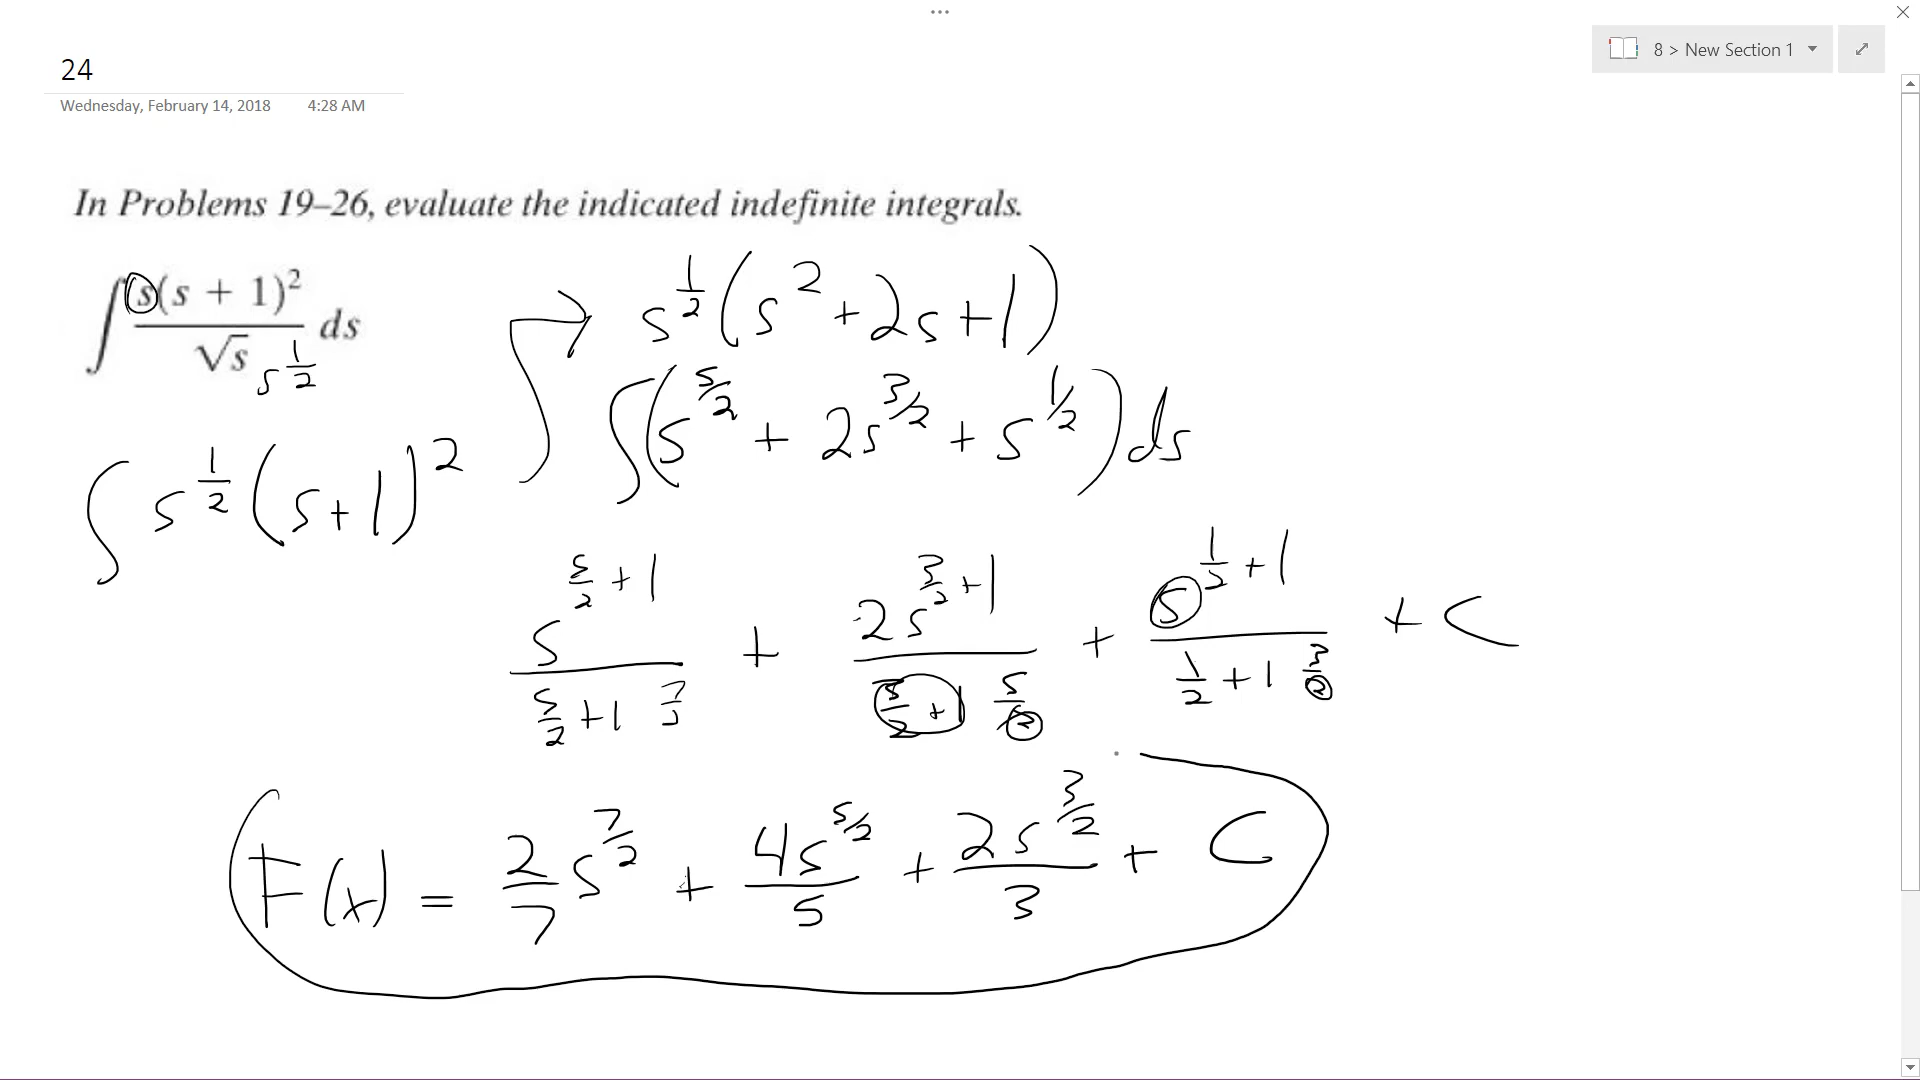 8 > New Section 1
24
Wednesday, February 14, 2018 4:28 AM
In Problems 19–26, evaluate the indicated indefinite integrals.
∫ s(s + 1)² / √s ds
s^(1/2)
∫ s^(1/2) (s+1)²
s^(1/2) (s² + 2s + 1)
∫ (s^(5/2) + 2s^(3/2) + s^(1/2)) ds
s^(5/2 + 1) / (5/2 + 1) 7/2 + 2s^(3/2 + 1) / (3/2 + 1) 5/2 + s^(1/2 + 1) / (1/2 + 1) 3/2 + C
F(x) = 2/7 s^(7/2) + 4s^(5/2) / 5 + 2s^(3/2) / 3 + C